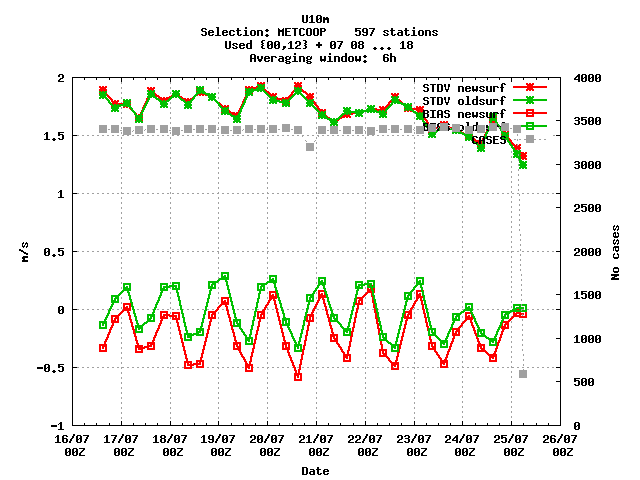 U10m
Selection: METCOOP 597 stations
Used {00,12} + 07 08 ... 18
Averaging window: 6h
STDV newsurf
STDV oldsurf
BIAS newsurf
BIAS oldsurf
CASES
2
1.5
1
0.5
0
-0.5
-1
m/s
4000
3500
3000
2500
2000
1500
1000
500
0
No cases
16/07 17/07 18/07 19/07 20/07 21/07 22/07 23/07 24/07 25/07 26/07
00Z 00Z 00Z 00Z 00Z 00Z 00Z 00Z 00Z 00Z 00Z
Date